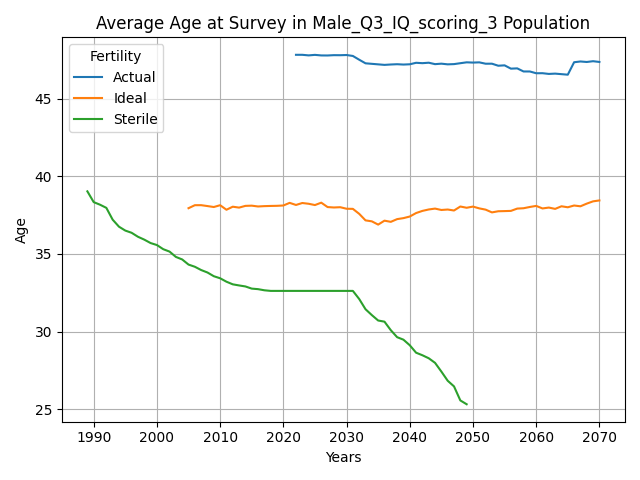 Average Age at Survey in Male_Q3_IQ_scoring_3 Population
Fertility
Actual
Ideal
Sterile
45
40
35
30
25
Age
1990 2000 2010 2020 2030 2040 2050 2060 2070
Years